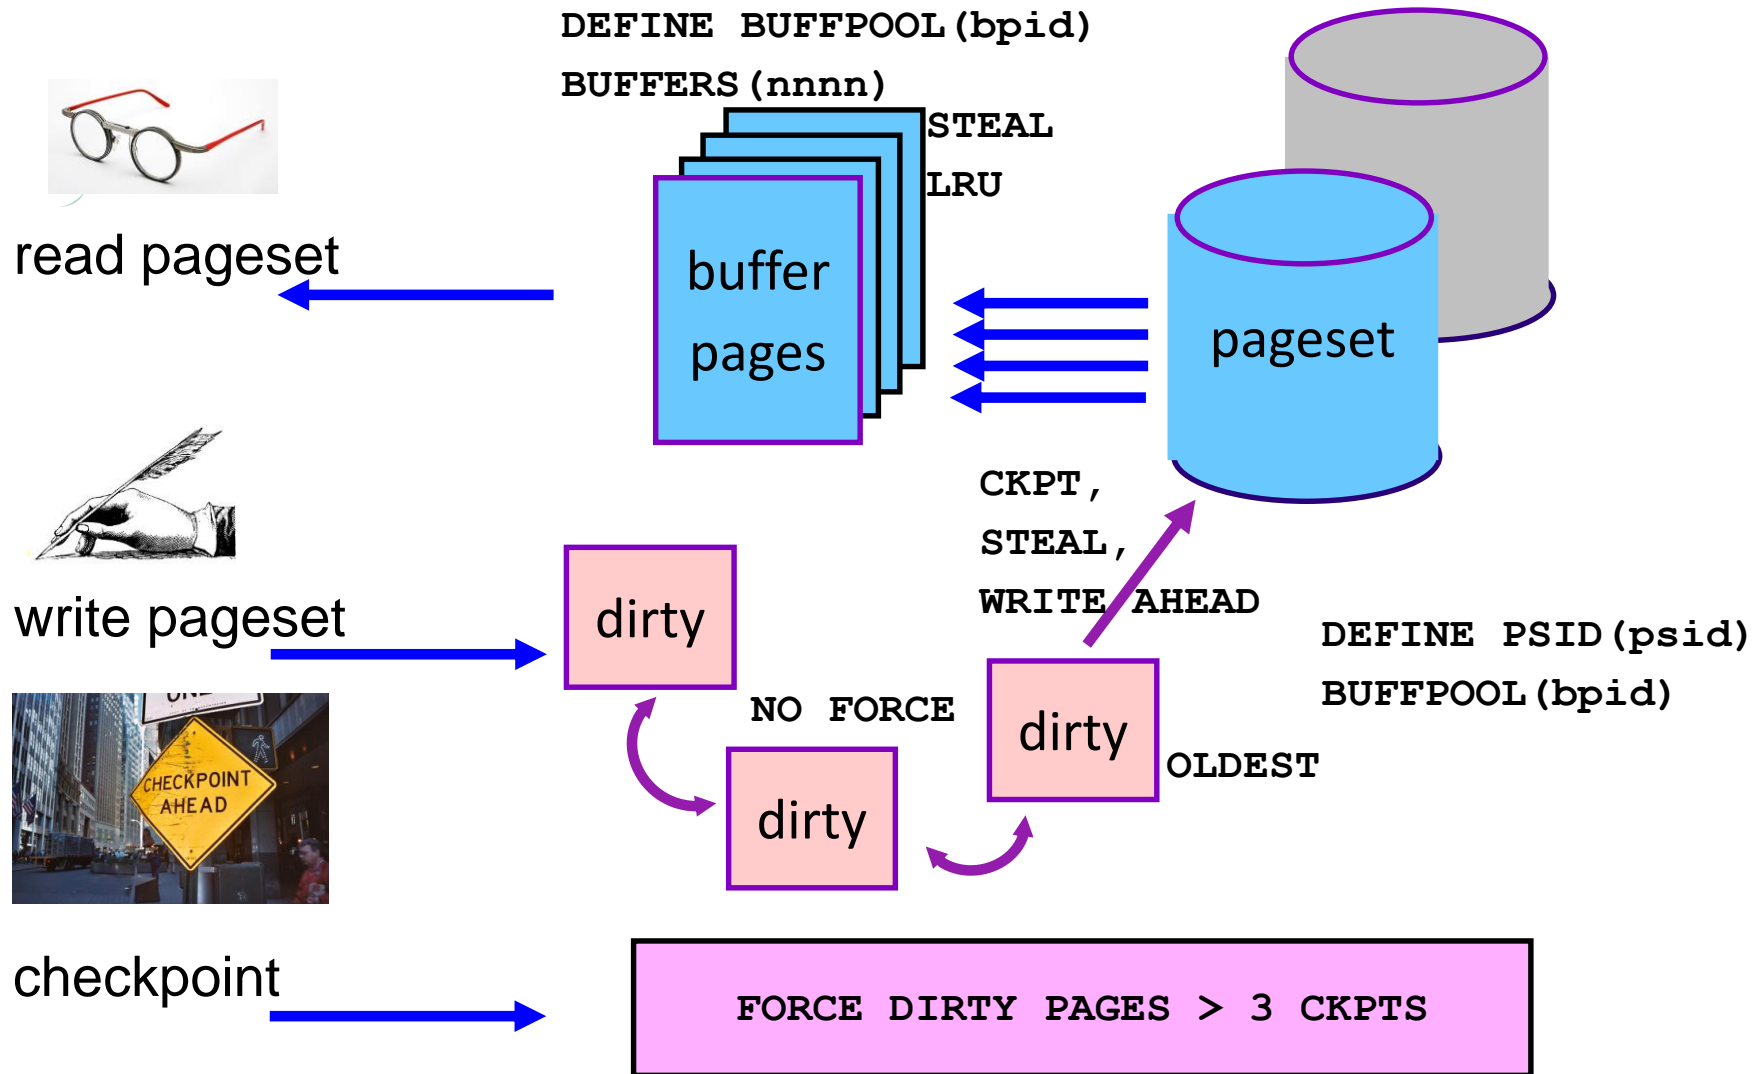 DEFINE BUFFPOOL(bpid)
BUFFERS(nnnn)
STEAL
LRU
read pageset
buffer
pages
pageset
CKPT,
STEAL,
WRITE AHEAD
write pageset
dirty
DEFINE PSID(psid)
BUFFPOOL(bpid)
NO FORCE
dirty
OLDEST
dirty
CHECKPOINT
AHEAD
checkpoint
FORCE DIRTY PAGES > 3 CKPTS